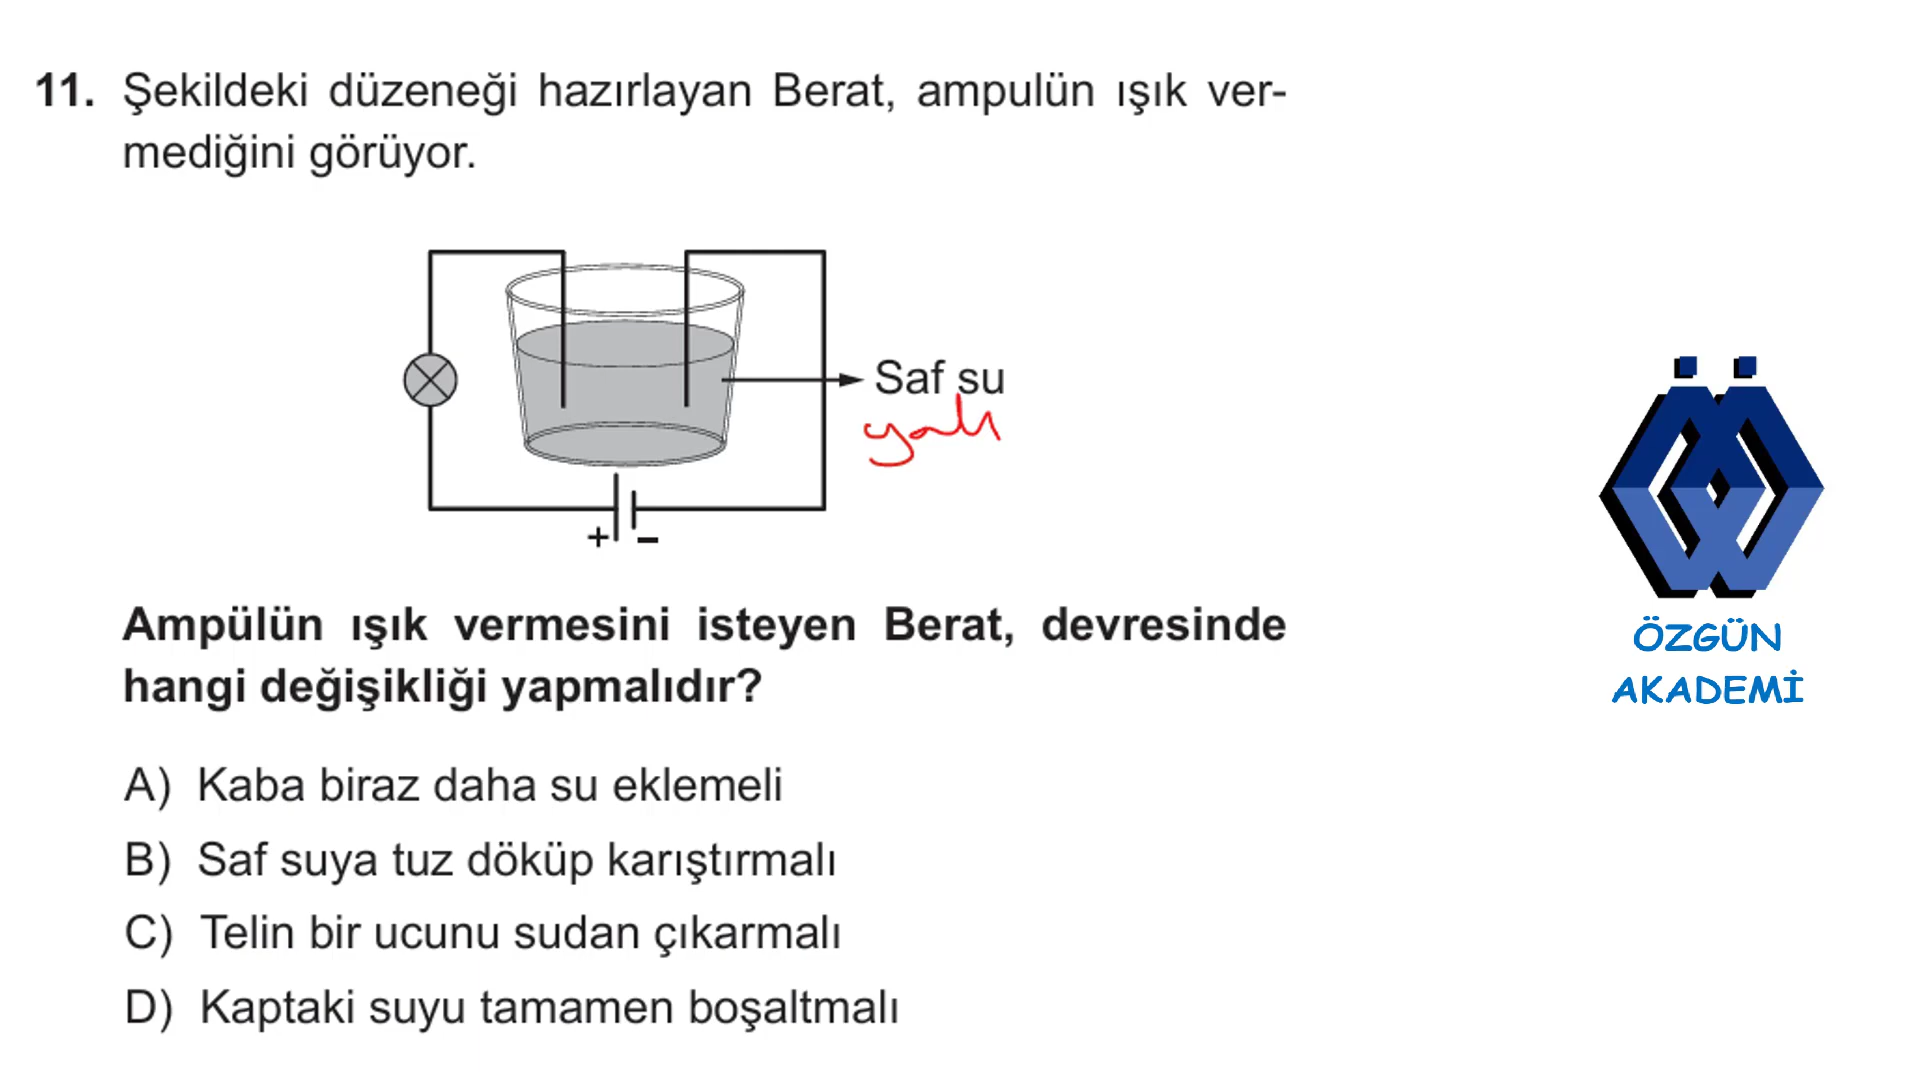 11. Şekildeki düzeneği hazırlayan Berat, ampulün ışık ver-
mediğini görüyor.
Saf su
+
–
Ampülün ışık vermesini isteyen Berat, devresinde
hangi değişikliği yapmalıdır?
A) Kaba biraz daha su eklemeli
B) Saf suya tuz döküp karıştırmalı
C) Telin bir ucunu sudan çıkarmalı
D) Kaptaki suyu tamamen boşaltmalı
ÖZGÜN
AKADEMİ